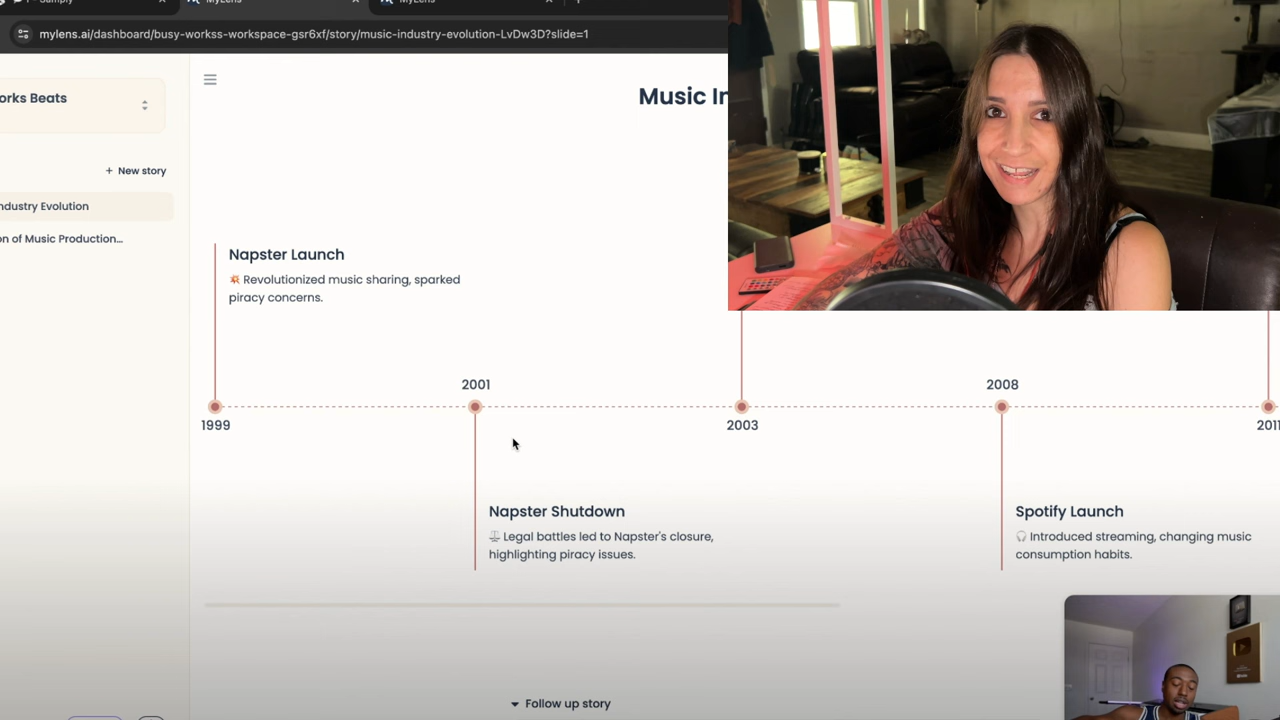 MyLens
MyLens
mylens.ai/dashboard/busy-workss-workspace-gsr6xf/story/music-industry-evolution-LvDw3D?slide=1
orks Beats
Music In
+ New story
ndustry Evolution
on of Music Production...
Napster Launch
💥 Revolutionized music sharing, sparked
piracy concerns.
2001
2008
1999
2003
2011
Napster Shutdown
Spotify Launch
⚖️ Legal battles led to Napster's closure,
highlighting piracy issues.
🎧 Introduced streaming, changing music
consumption habits.
Follow up story